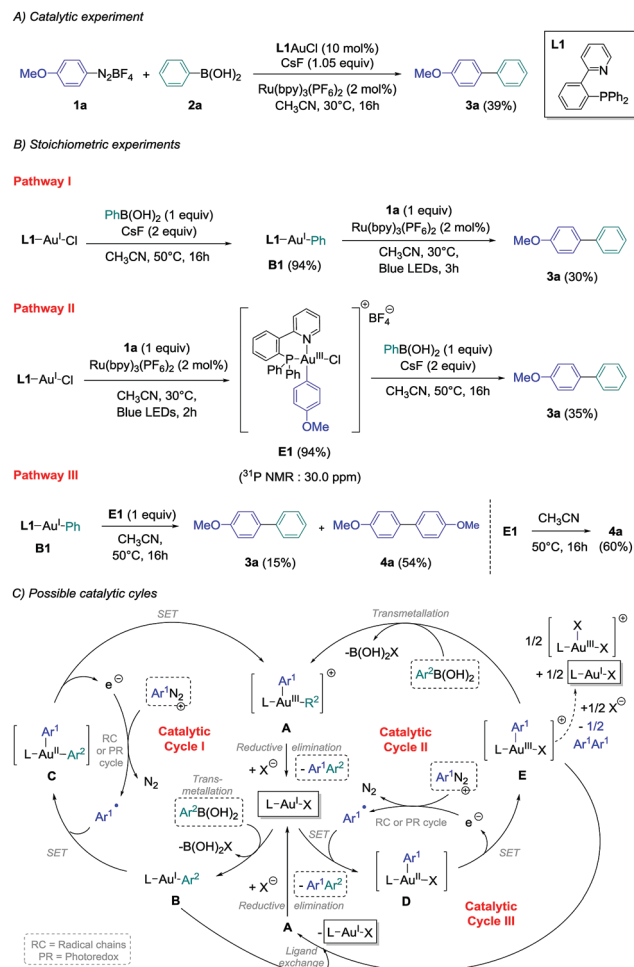 A) Catalytic experiment
MeO
N2BF4
1a
+
B(OH)2
2a
L1AuCl (10 mol%)
CsF (1.05 equiv)
Ru(bpy)3(PF6)2 (2 mol%)
CH3CN, 30°C, 16h
MeO
3a (39%)
L1
N
PPh2
B) Stoichiometric experiments
Pathway I
L1–AuI–Cl
PhB(OH)2 (1 equiv)
CsF (2 equiv)
CH3CN, 50°C, 16h
L1–AuI–Ph
B1 (94%)
1a (1 equiv)
Ru(bpy)3(PF6)2 (2 mol%)
CH3CN, 30°C,
Blue LEDs, 3h
MeO
3a (30%)
Pathway II
L1–AuI–Cl
1a (1 equiv)
Ru(bpy)3(PF6)2 (2 mol%)
CH3CN, 30°C,
Blue LEDs, 2h
⊕ BF4⊖
N
P–AuIII–Cl
Ph Ph
OMe
E1 (94%)
(31P NMR : 30.0 ppm)
PhB(OH)2 (1 equiv)
CsF (2 equiv)
CH3CN, 50°C, 16h
MeO
3a (35%)
Pathway III
L1–AuI–Ph
B1
E1 (1 equiv)
CH3CN,
50°C, 16h
MeO
3a (15%)
+
MeO OMe
4a (54%)
E1
CH3CN
50°C, 16h
4a
(60%)
C) Possible catalytic cyles
SET
e⊖
Ar1N2⊕
RC
or PR
cycle
N2
Ar1•
Ar1
L–AuII–Ar2
C
SET
Catalytic
Cycle I
Ar1 ⊕
L–AuIII–R2
A
Reductive elimination
+ X⊖ - Ar1Ar2
L–AuI–X
Trans-
metallation
Ar2B(OH)2
-B(OH)2X
L–AuI–Ar2
B
Transmetallation
-B(OH)2X
Ar2B(OH)2
Catalytic
Cycle II
Ar1N2⊕
N2
Ar1•
RC or PR cycle
e⊖
SET
SET
Ar1
L–AuII–X
D
Ar1 ⊕
L–AuIII–X
E
X ⊕
1/2 L–AuIII–X
+ 1/2 L–AuI–X
+1/2 X⊖
- 1/2
Ar1Ar1
Catalytic
Cycle III
+ X⊖ - Ar1Ar2
Reductive elimination
A
- L–AuI–X
Ligand
exchange
RC = Radical chains
PR = Photoredox